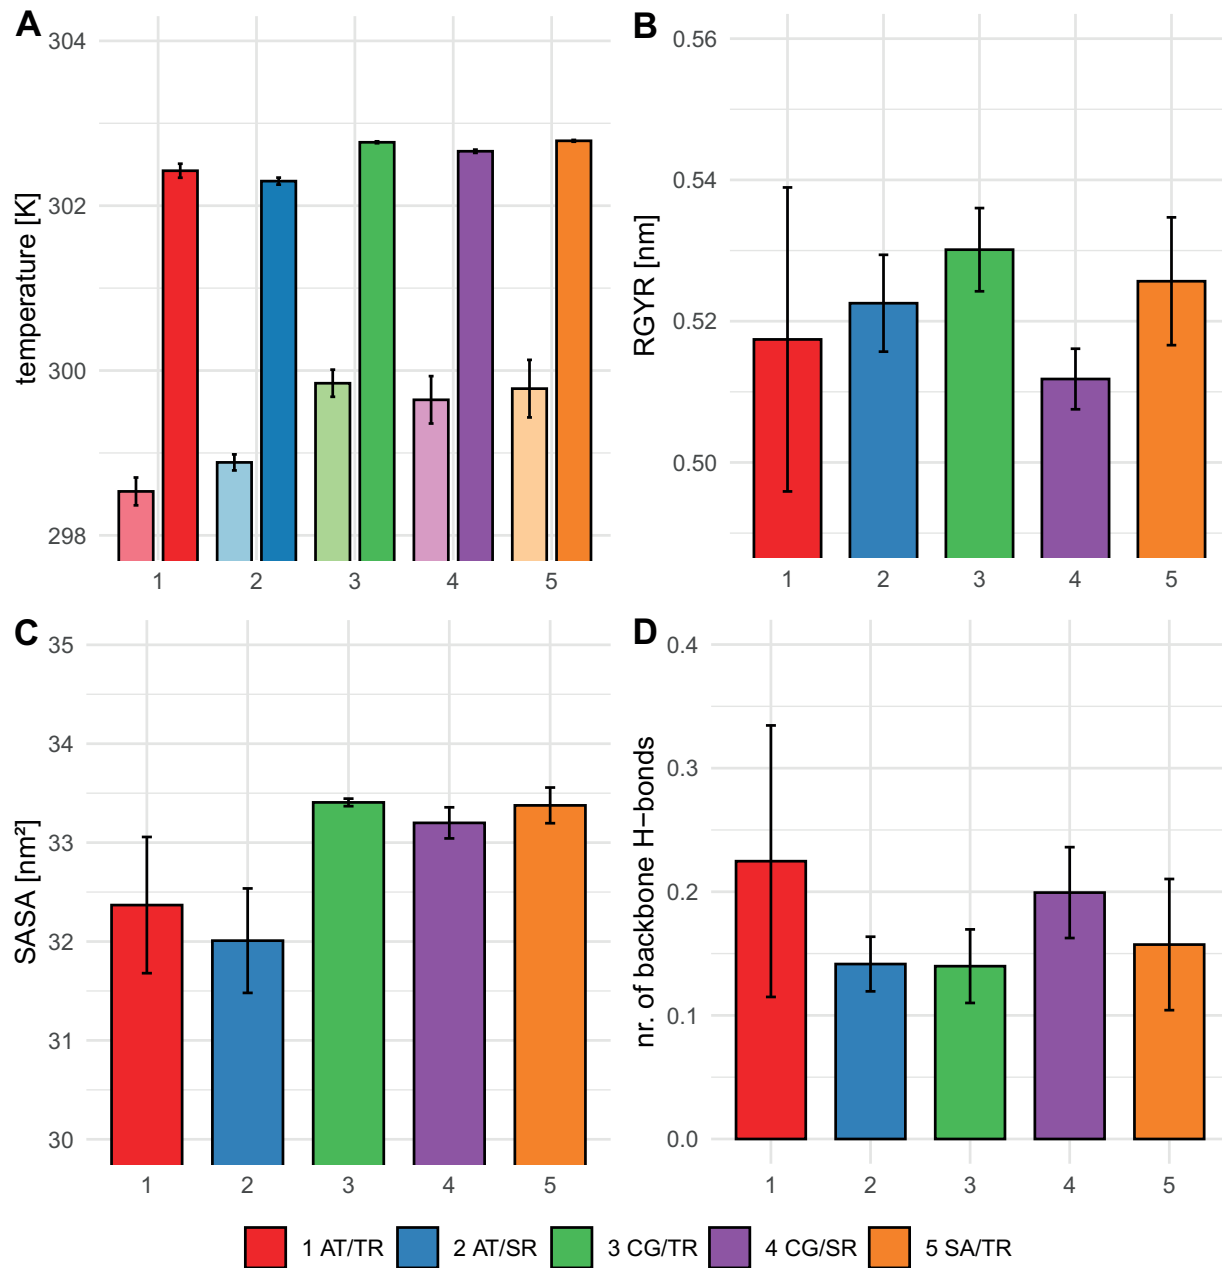 A
304
302
300
298
temperature [K]
1 2 3 4 5
B
0.56
0.54
0.52
0.50
RGYR [nm]
1 2 3 4 5
C
35
34
33
32
31
30
SASA [nm²]
1 2 3 4 5
D
0.4
0.3
0.2
0.1
0.0
nr. of backbone H−bonds
1 2 3 4 5
1 AT/TR 2 AT/SR 3 CG/TR 4 CG/SR 5 SA/TR